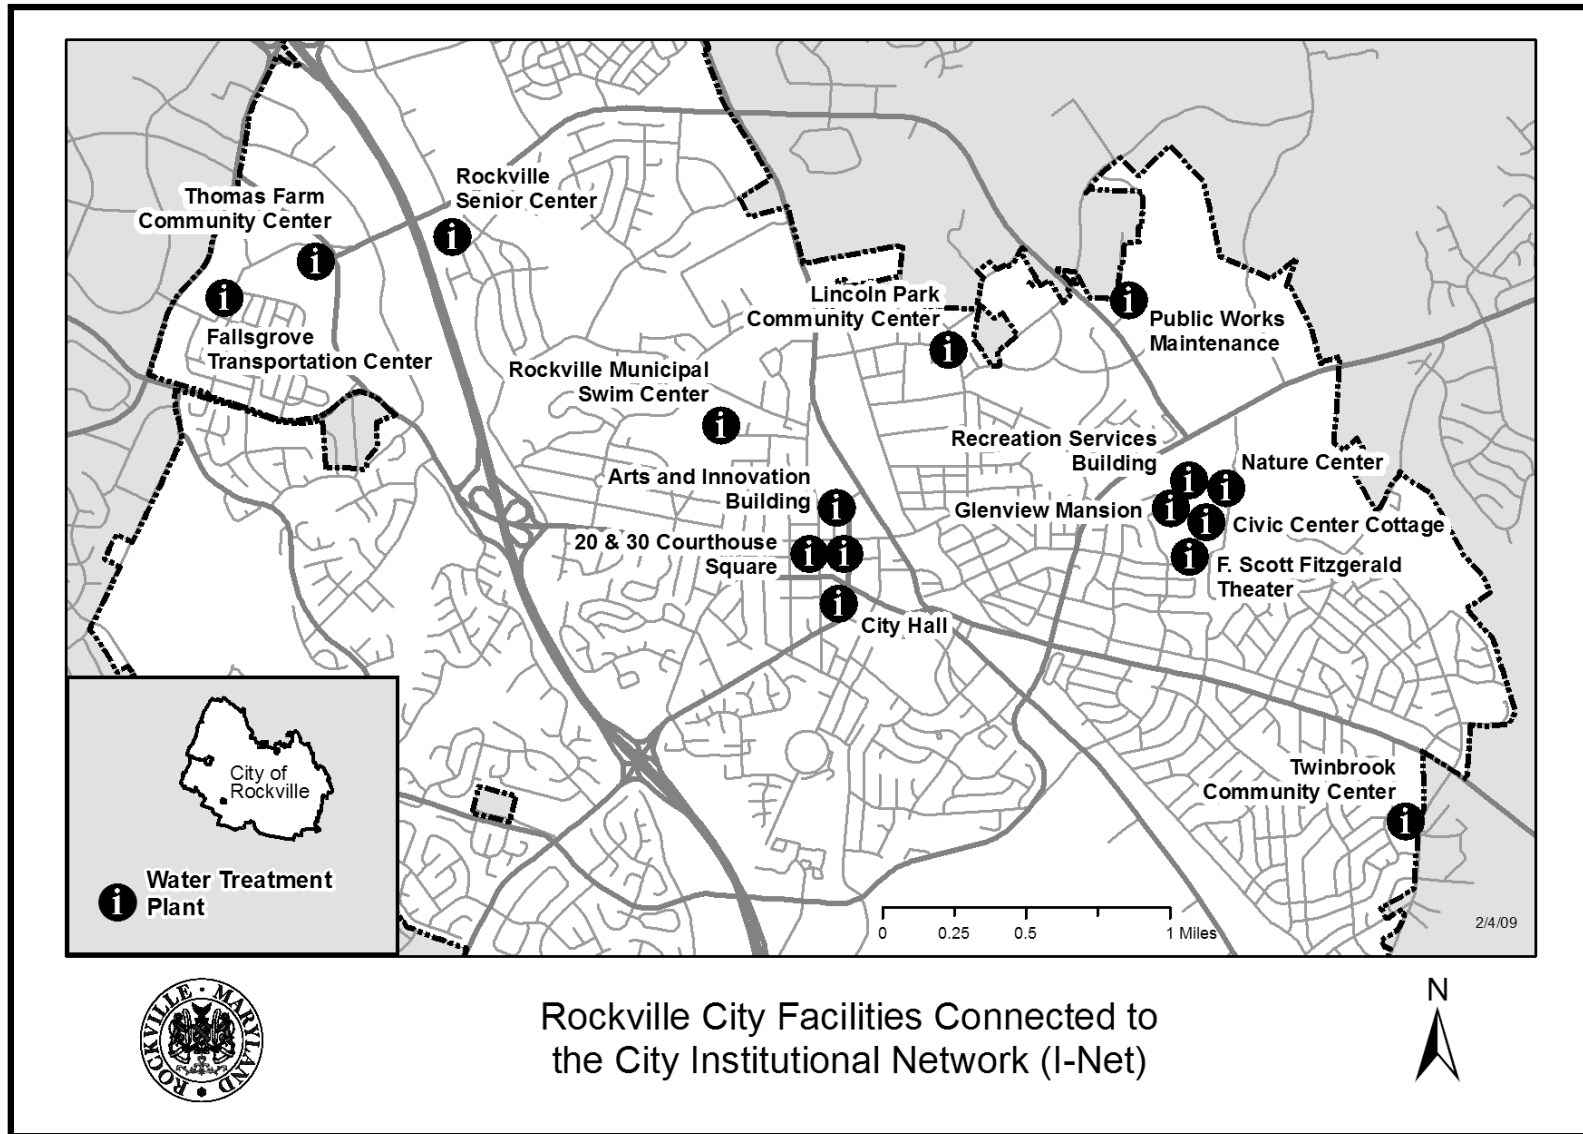 Rockville
Senior Center
Thomas Farm
Community Center
Lincoln Park
Community Center
Public Works
Maintenance
Fallsgrove
Transportation Center
Rockville Municipal
Swim Center
Recreation Services
Building
Nature Center
Arts and Innovation
Building
Glenview Mansion
Civic Center Cottage
20 & 30 Courthouse
Square
F. Scott Fitzgerald
Theater
City Hall
Twinbrook
Community Center
City of
Rockville
Water Treatment
Plant
0 0.25 0.5 1 Miles
2/4/09
ROCKVILLE · MARYLAND
Rockville City Facilities Connected to
the City Institutional Network (I-Net)
N